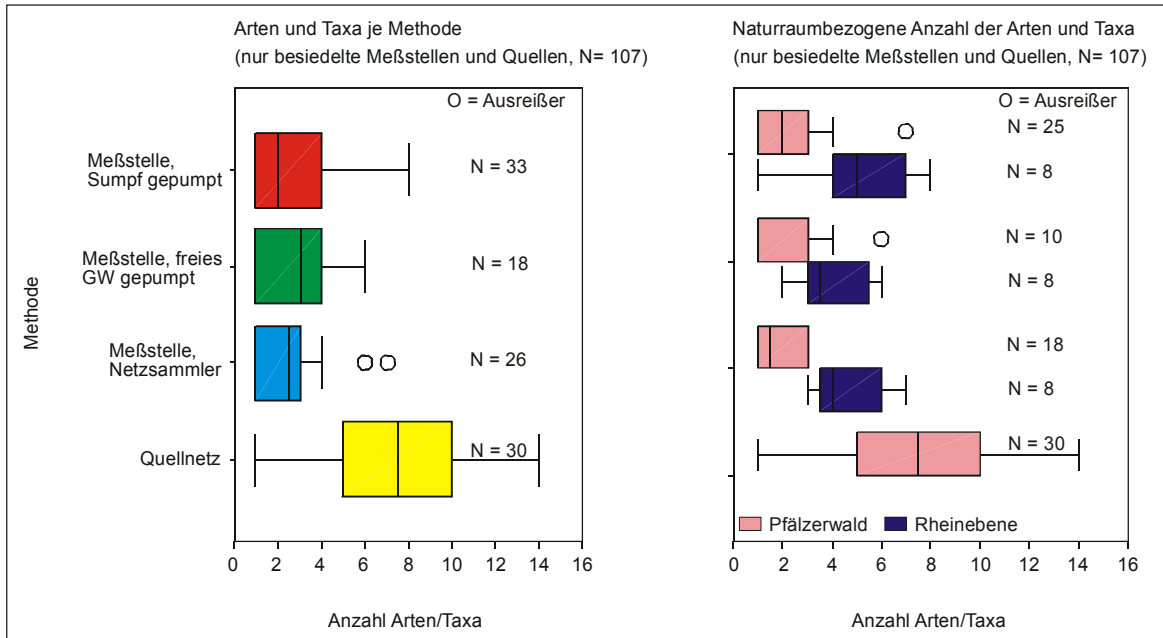 Arten und Taxa je Methode
(nur besiedelte Meßstellen und Quellen, N= 107)
O = Ausreißer
Methode
Meßstelle,
Sumpf gepumpt
N = 33
Meßstelle, freies
GW gepumpt
N = 18
Meßstelle,
Netzsammler
N = 26
Quellnetz
N = 30
0 2 4 6 8 10 12 14 16
Anzahl Arten/Taxa
Naturraumbezogene Anzahl der Arten und Taxa
(nur besiedelte Meßstellen und Quellen, N= 107)
O = Ausreißer
N = 25
N = 8
N = 10
N = 8
N = 18
N = 8
N = 30
Pfälzerwald Rheinebene
0 2 4 6 8 10 12 14 16
Anzahl Arten/Taxa